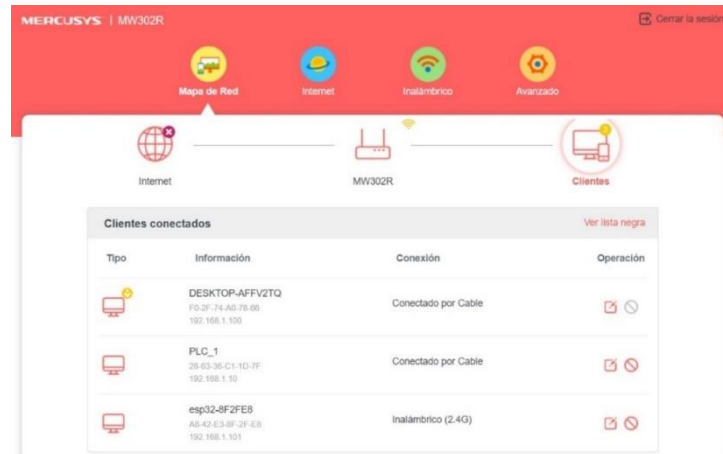 MERCUSYS | MW302R
Cerrar la sesión
Mapa de Red
Internet
Inalámbrico
Avanzado
Internet
MW302R
Clientes
Clientes conectados
Ver lista negra
Tipo
Información
Conexión
Operación
DESKTOP-AFFV2TQ
F0-2F-74-A0-78-66
192.168.1.100
Conectado por Cable
PLC_1
28-63-36-C1-1D-7F
192.168.1.10
Conectado por Cable
esp32-8F2FE8
A8-42-E3-8F-2F-E8
192.168.1.101
Inalámbrico (2.4G)